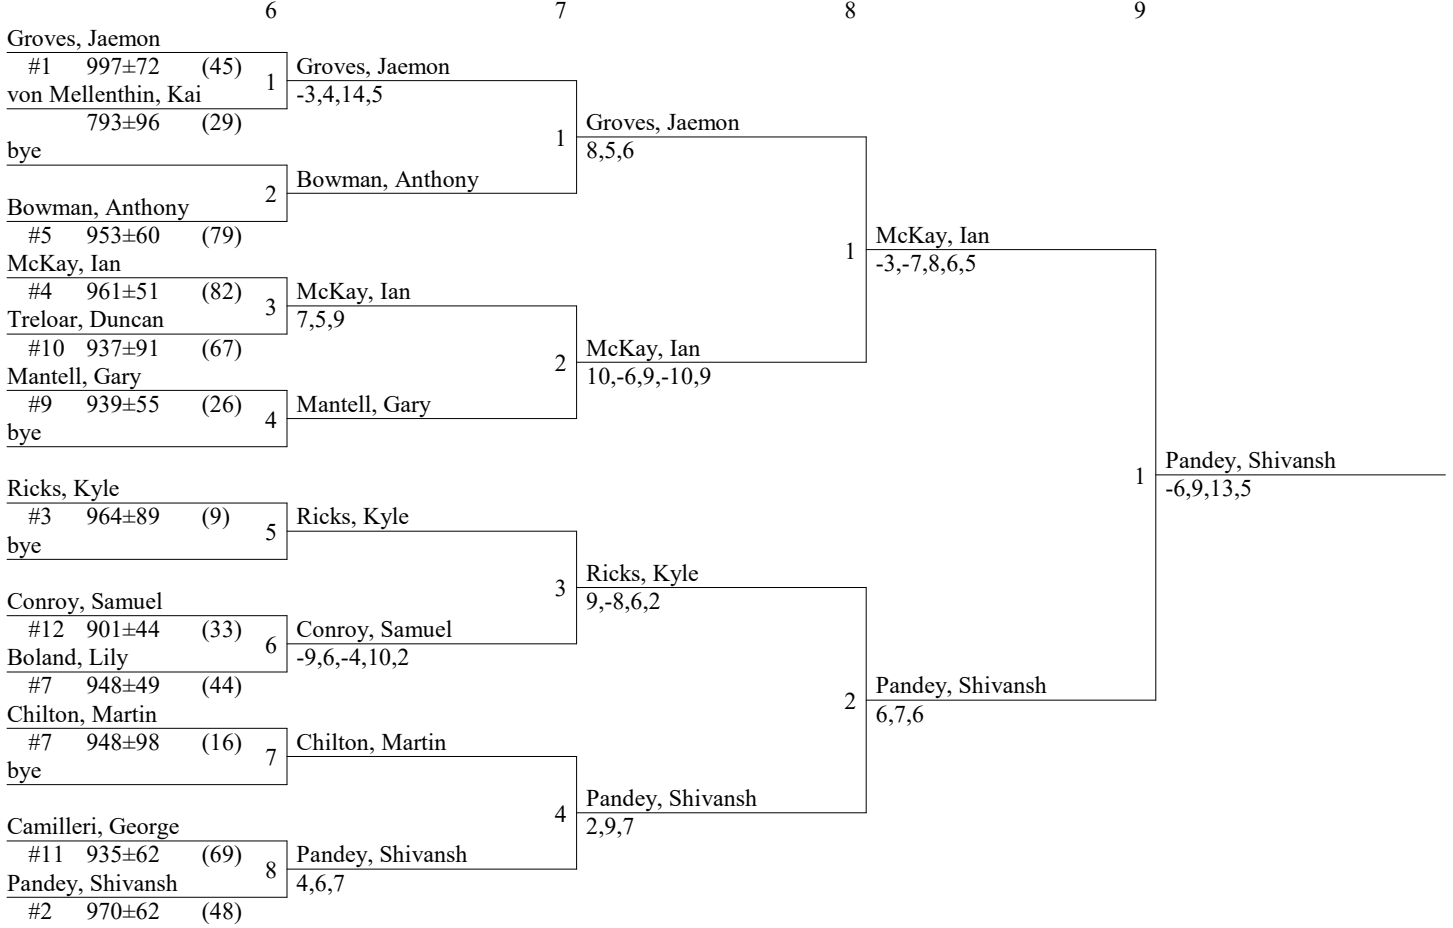 6 7 8 9
Groves, Jaemon
#1 997±72 (45)
von Mellenthin, Kai
793±96 (29)
bye
Bowman, Anthony
#5 953±60 (79)
McKay, Ian
#4 961±51 (82)
Treloar, Duncan
#10 937±91 (67)
Mantell, Gary
#9 939±55 (26)
bye
Ricks, Kyle
#3 964±89 (9)
bye
Conroy, Samuel
#12 901±44 (33)
Boland, Lily
#7 948±49 (44)
Chilton, Martin
#7 948±98 (16)
bye
Camilleri, George
#11 935±62 (69)
Pandey, Shivansh
#2 970±62 (48)
1 Groves, Jaemon
-3,4,14,5
2 Bowman, Anthony
3 McKay, Ian
7,5,9
4 Mantell, Gary
5 Ricks, Kyle
6 Conroy, Samuel
-9,6,-4,10,2
7 Chilton, Martin
8 Pandey, Shivansh
4,6,7
1 Groves, Jaemon
8,5,6
2 McKay, Ian
10,-6,9,-10,9
3 Ricks, Kyle
9,-8,6,2
4 Pandey, Shivansh
2,9,7
1 McKay, Ian
-3,-7,8,6,5
2 Pandey, Shivansh
6,7,6
1 Pandey, Shivansh
-6,9,13,5